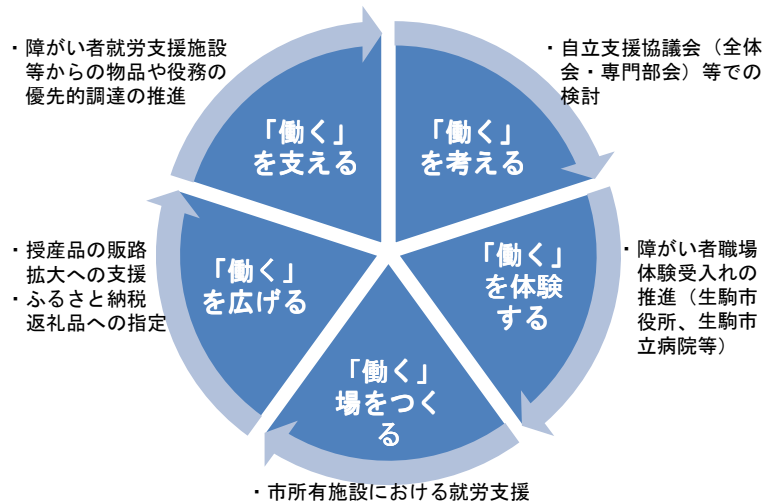 ・障がい者就労支援施設
等からの物品や役務の
優先的調達の推進
・自立支援協議会（全体
会・専門部会）等での
検討
「働く」
を支える
「働く」
を考える
・授産品の販路
拡大への支援
・ふるさと納税
返礼品への指定
「働く」
を広げる
「働く」
を体験
する
・障がい者職場
体験受入れの
推進（生駒市
役所、生駒市
立病院等）
「働く」
場をつく
る
・市所有施設における就労支援